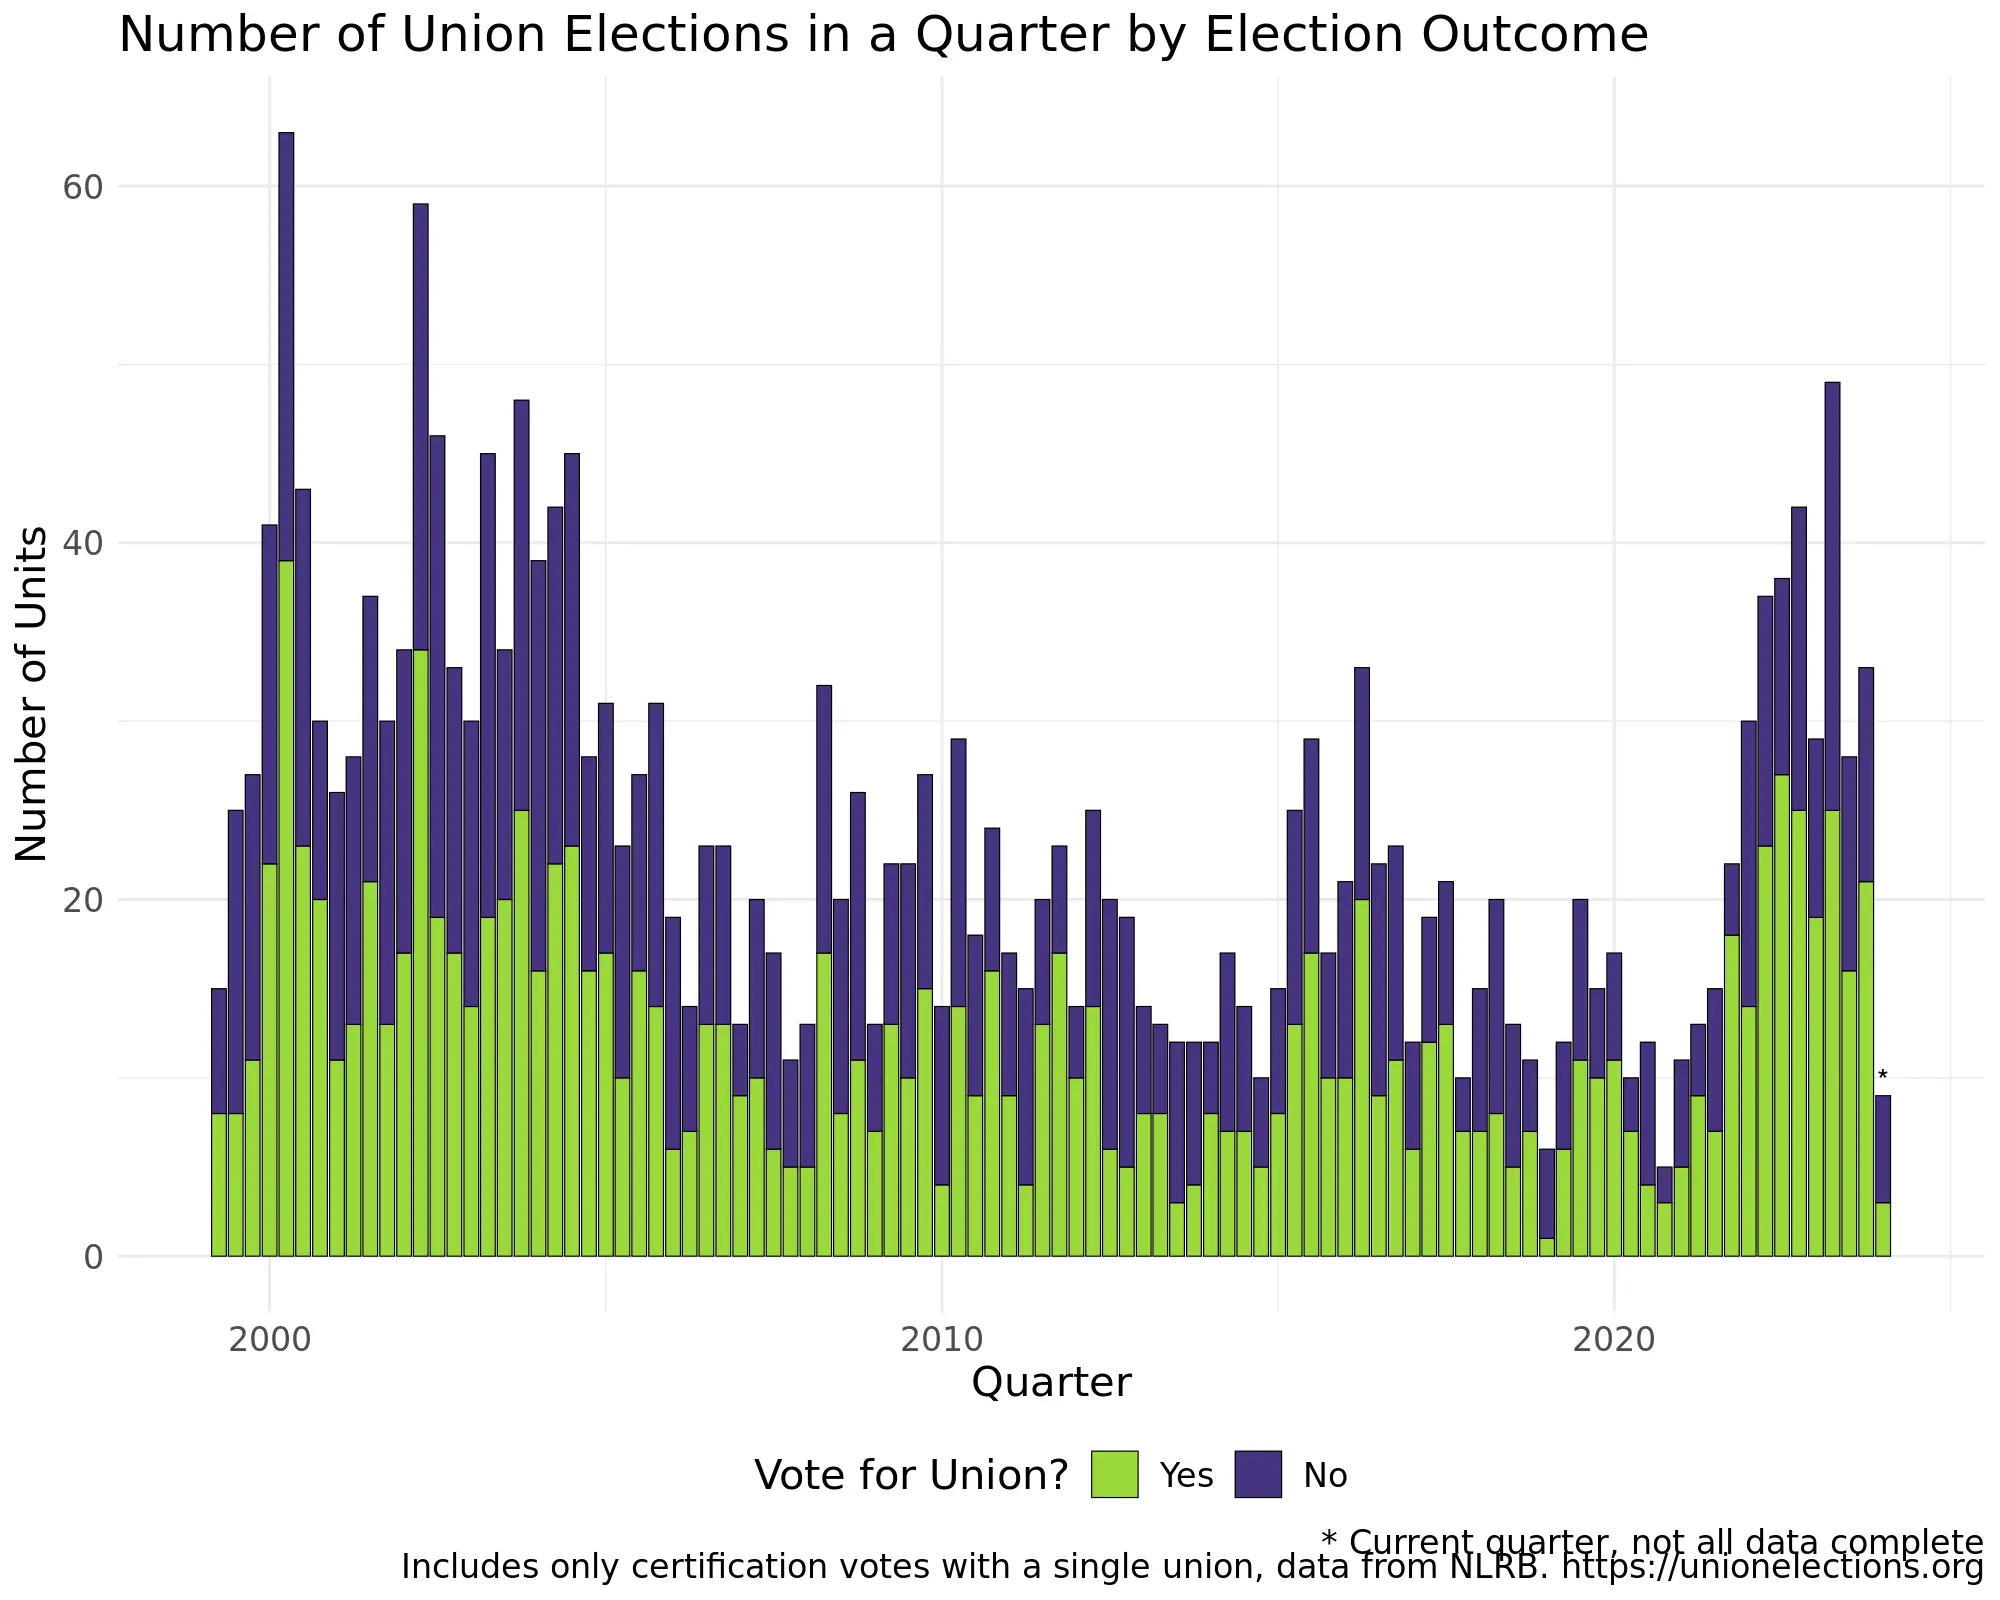 Number of Union Elections in a Quarter by Election Outcome
Number of Units
60
40
20
0
*
2000 2010 2020
Quarter
Vote for Union? Yes No
* Current quarter, not all data complete
Includes only certification votes with a single union, data from NLRB. https://unionelections.org